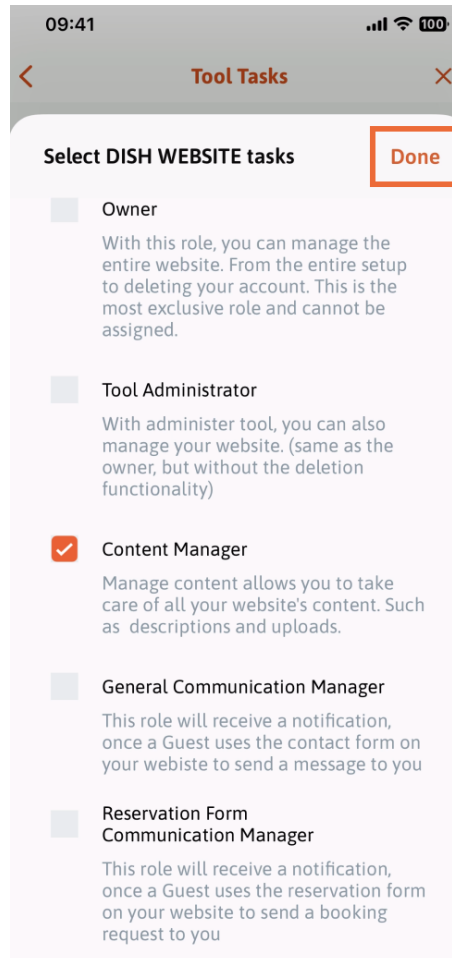 09:41
100
Tool Tasks
Select DISH WEBSITE tasks
Done
Owner
With this role, you can manage the
entire website. From the entire setup
to deleting your account. This is the
most exclusive role and cannot be
assigned.
Tool Administrator
With administer tool, you can also
manage your website. (same as the
owner, but without the deletion
functionality)
Content Manager
Manage content allows you to take
care of all your website's content. Such
as descriptions and uploads.
General Communication Manager
This role will receive a notification,
once a Guest uses the contact form on
your webiste to send a message to you
Reservation Form
Communication Manager
This role will receive a notification,
once a Guest uses the reservation form
on your website to send a booking
request to you